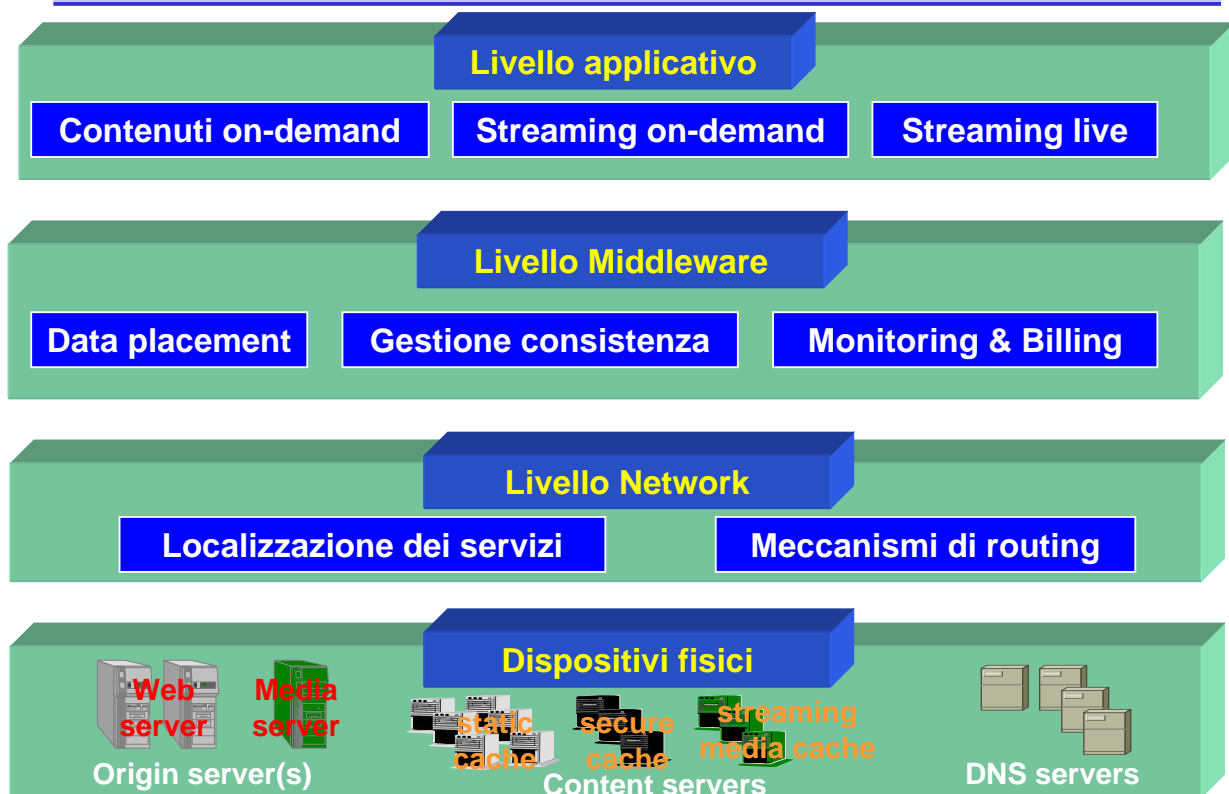 Livello applicativo
Contenuti on-demand
Streaming on-demand
Streaming live
Livello Middleware
Data placement
Gestione consistenza
Monitoring & Billing
Livello Network
Localizzazione dei servizi
Meccanismi di routing
Dispositivi fisici
Web
server
Media
server
Origin server(s)
static
cache
secure
cache
streaming
media cache
Content servers
DNS servers